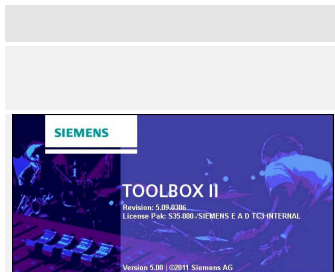 SIEMENS
TOOLBOX II
Revision: 5.09.0306
License Pak: S35-000-/SIEMENS E A D TC3-INTERNAL
Version 5.00 | ©2011 Siemens AG